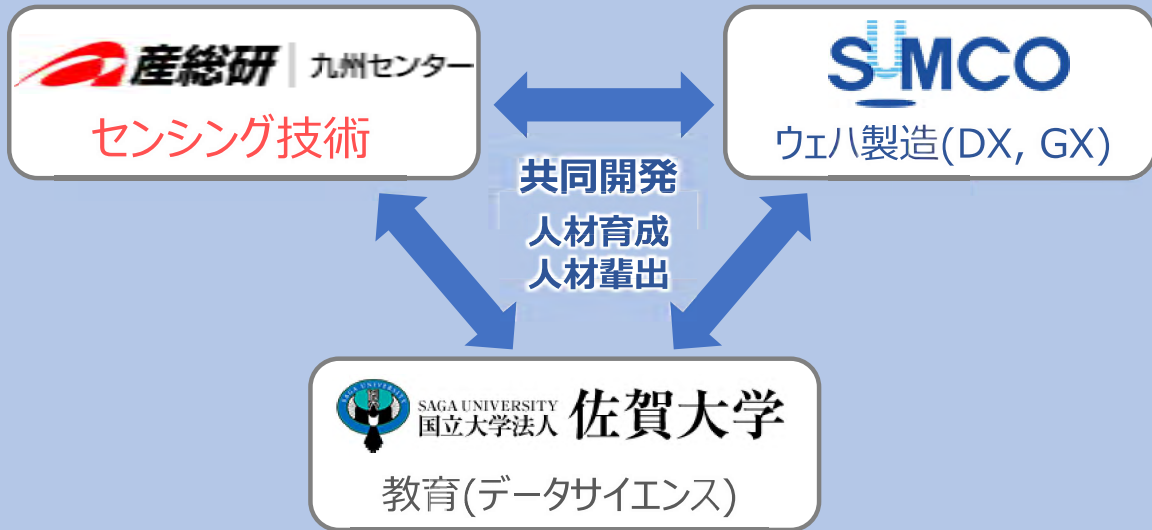 産総研 九州センター
センシング技術
SUMCO
ウェハ製造(DX, GX)
共同開発
人材育成
人材輩出
SAGA UNIVERSITY
SAGA UNIVERSITY
国立大学法人 佐賀大学
教育(データサイエンス)